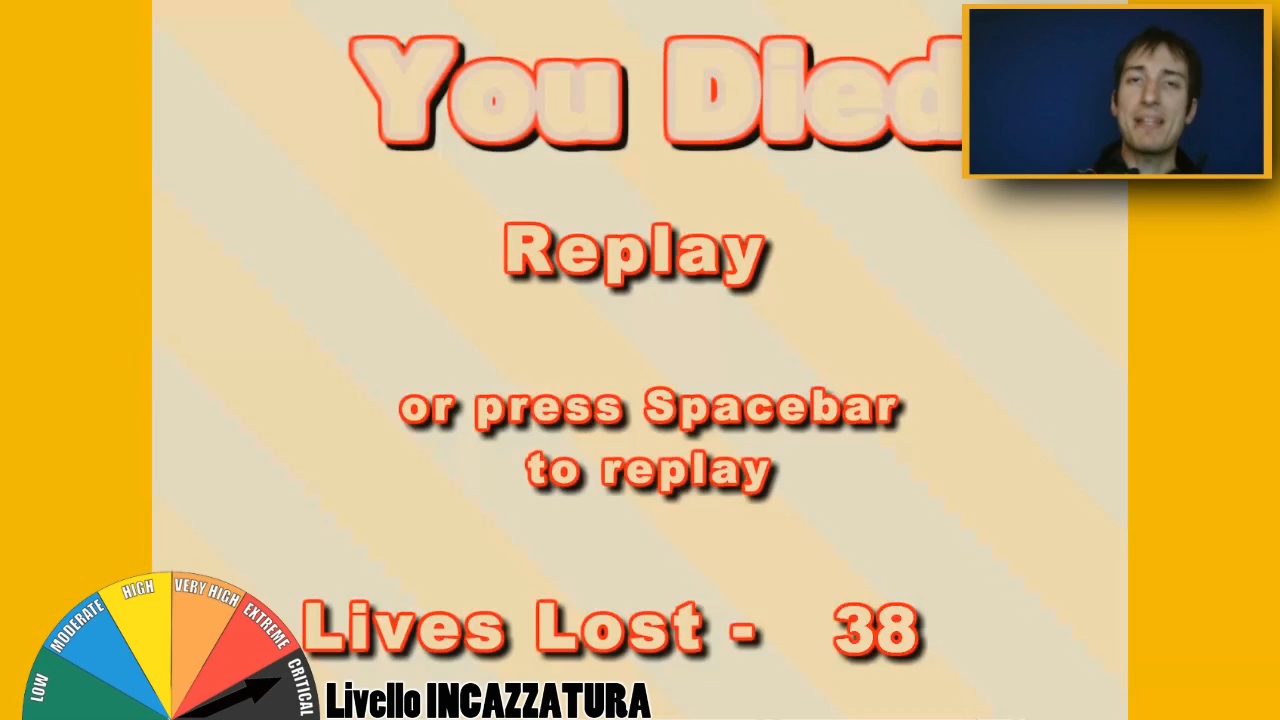 You Died
Replay
or press Spacebar
to replay
Lives Lost - 38
LOW
MODERATE
HIGH
VERY HIGH
EXTREME
CRITICAL
Livello INCAZZATURA